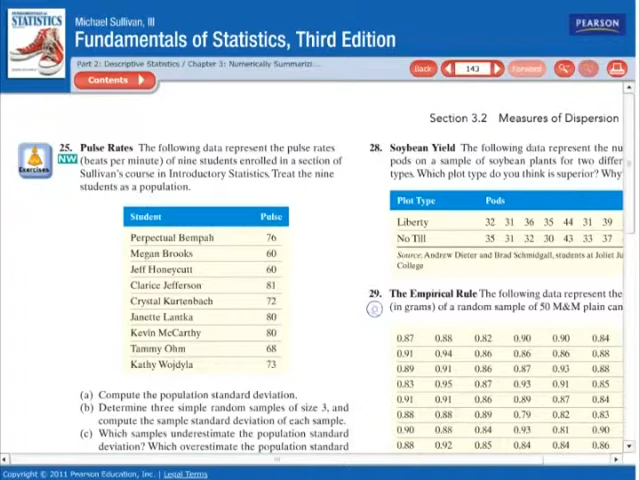 FUNDAMENTALS OF
STATISTICS
Michael Sullivan, III
PEARSON
Fundamentals of Statistics, Third Edition
Part 2: Descriptive Statistics / Chapter 3: Numerically Summarizi...
Contents
Back
143
Forward
Section 3.2 Measures of Dispersion
Exercises
NW
25. Pulse Rates The following data represent the pulse rates
(beats per minute) of nine students enrolled in a section of
Sullivan's course in Introductory Statistics. Treat the nine
students as a population.
Student Pulse
Perpectual Bempah 76
Megan Brooks 60
Jeff Honeycutt 60
Clarice Jefferson 81
Crystal Kurtenbach 72
Janette Lantka 80
Kevin McCarthy 80
Tammy Ohm 68
Kathy Wojdyla 73
(a) Compute the population standard deviation.
(b) Determine three simple random samples of size 3, and
compute the sample standard deviation of each sample.
(c) Which samples underestimate the population standard
deviation? Which overestimate the population standard
28. Soybean Yield The following data represent the nu
pods on a sample of soybean plants for two differ
types. Which plot type do you think is superior? Why
Plot Type Pods
Liberty 32 31 36 35 44 31 39
No Till 35 31 32 30 43 33 37
Source: Andrew Dieter and Brad Schmidgall, students at Joliet Ju
College
29. The Empirical Rule The following data represent the
(in grams) of a random sample of 50 M&M plain can
0.87 0.88 0.82 0.90 0.90 0.84
0.91 0.94 0.86 0.86 0.86 0.88
0.89 0.91 0.86 0.87 0.93 0.88
0.83 0.95 0.87 0.93 0.91 0.85
0.91 0.91 0.86 0.89 0.87 0.84
0.88 0.88 0.89 0.79 0.82 0.83
0.90 0.88 0.84 0.93 0.81 0.90
0.88 0.92 0.85 0.84 0.84 0.86
Copyright © 2011 Pearson Education, Inc. | Legal Terms